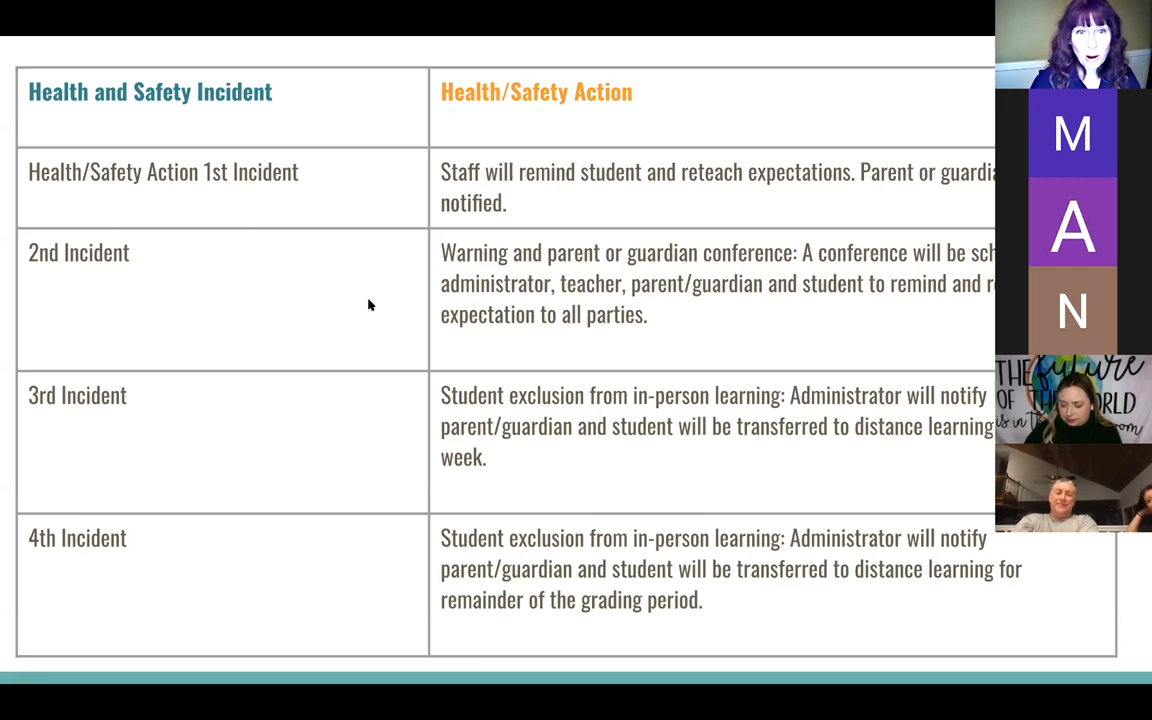 Health and Safety Incident
Health/Safety Action
Health/Safety Action 1st Incident
Staff will remind student and reteach expectations. Parent or
notified.
2nd Incident
Warning and parent or guardian conference: A conference will be
administrator, teacher, parent/guardian and student to remind and
expectation to all parties.
3rd Incident
Student exclusion from in-person learning: Administrator will notify
parent/guardian and student will be transferred to distance learning
week.
4th Incident
Student exclusion from in-person learning: Administrator will notify
parent/guardian and student will be transferred to distance learning for
remainder of the grading period.
M
A
N
THE future
OF THE WORLD
is in